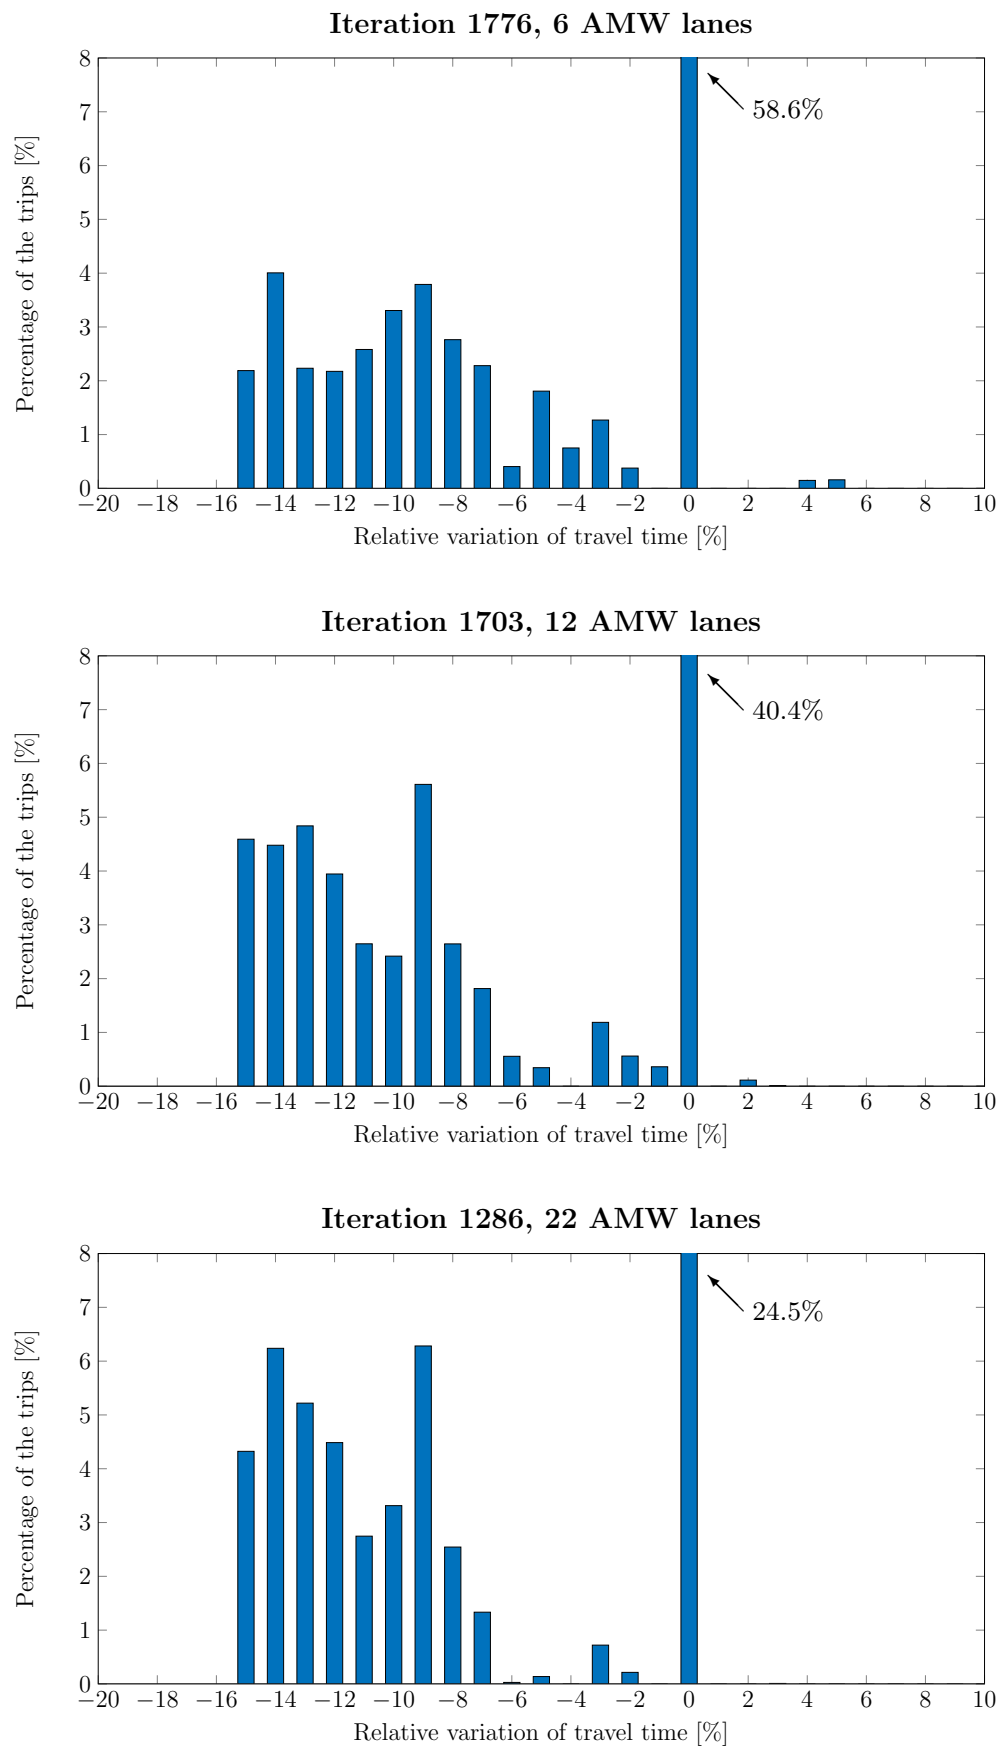 Iteration 1776, 6 AMW lanes
8
7
6
5
4
3
2
1
0
Percentage of the trips [%]
58.6%
−20 −18 −16 −14 −12 −10 −8 −6 −4 −2 0 2 4 6 8 10
Relative variation of travel time [%]
Iteration 1703, 12 AMW lanes
8
7
6
5
4
3
2
1
0
Percentage of the trips [%]
40.4%
−20 −18 −16 −14 −12 −10 −8 −6 −4 −2 0 2 4 6 8 10
Relative variation of travel time [%]
Iteration 1286, 22 AMW lanes
8
7
6
5
4
3
2
1
0
Percentage of the trips [%]
24.5%
−20 −18 −16 −14 −12 −10 −8 −6 −4 −2 0 2 4 6 8 10
Relative variation of travel time [%]